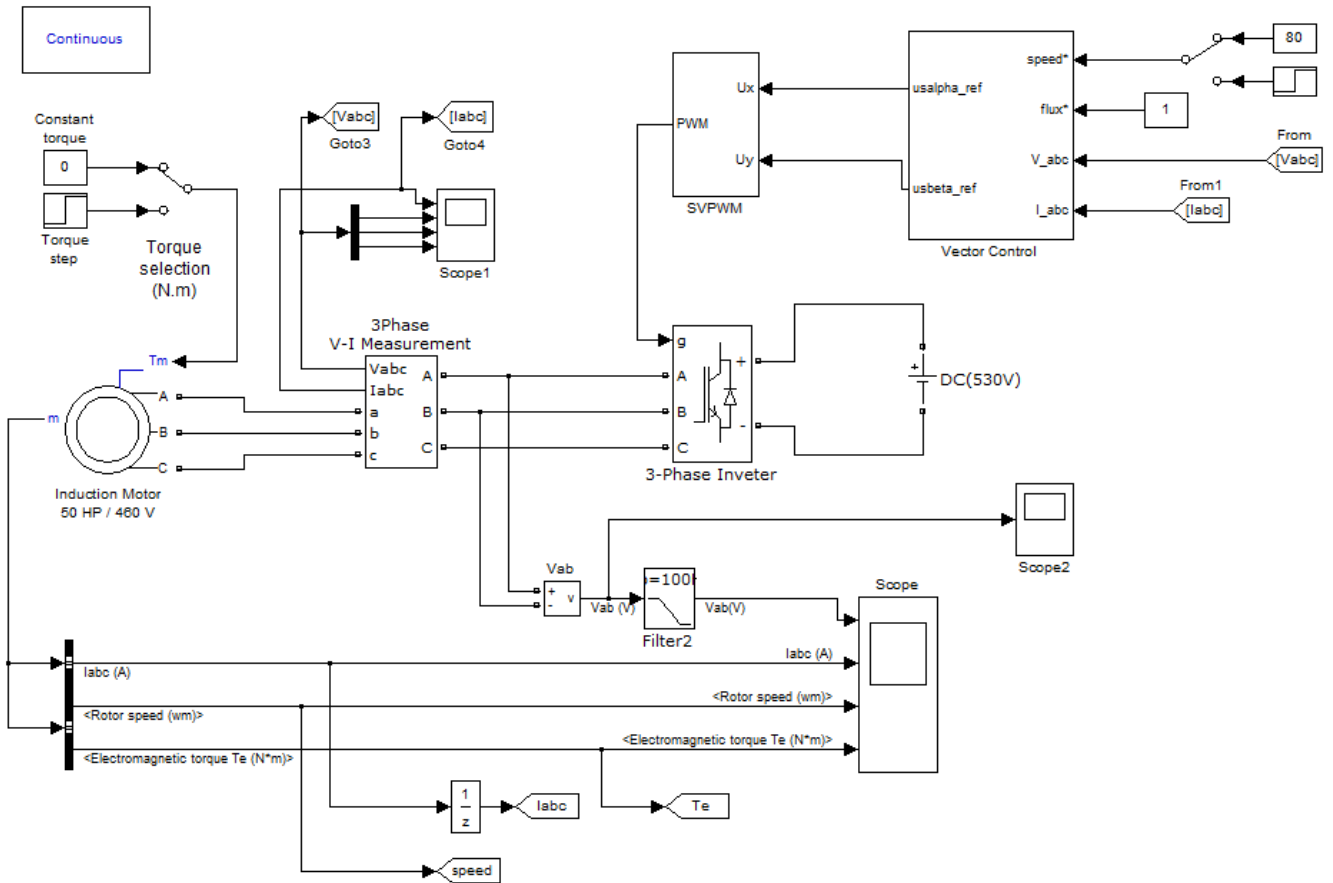 Continuous
80
speed*
Ux
usalpha_ref
[Vabc]
[Iabc]
flux*
1
Constant
torque
Goto3
Goto4
PWM
From
0
Uy
V_abc
[Vabc]
usbeta_ref
From1
SVPWM
I_abc
[Iabc]
Torque
step
Torque
selection
(N.m)
Scope1
Vector Control
3Phase
V-I Measurement
g
Tm
Vabc
A
A
+
Iabc
+
DC(530V)
A
a
B
B
m
B
b
C
c
C
C
-
3-Phase Inveter
Induction Motor
50 HP / 460 V
Scope2
Vab
=100
Scope
+
-
v
Vab (V)
Vab(V)
Filter2
Iabc (A)
Iabc (A)
<Rotor speed (wm)>
<Rotor speed (wm)>
<Electromagnetic torque Te (N*m)>
<Electromagnetic torque Te (N*m)>
1
z
Iabc
Te
speed